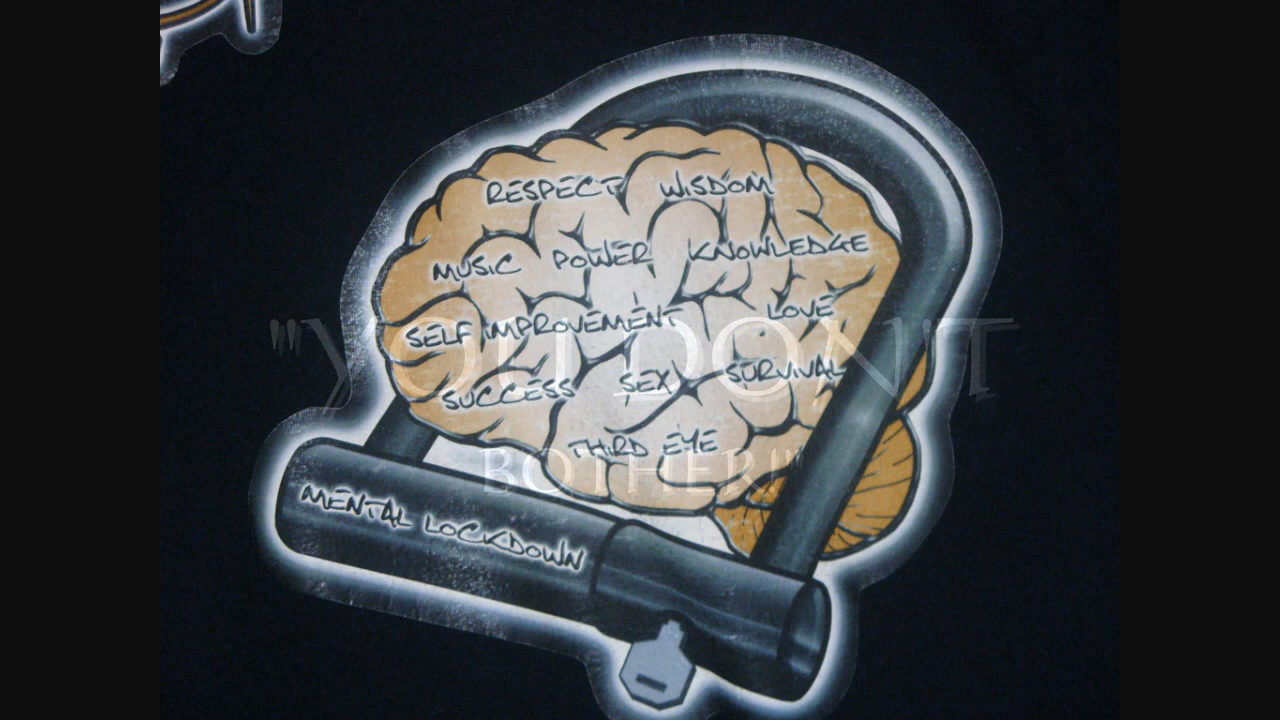 RESPECT WISDOM
MUSIC POWER KNOWLEDGE
SELF IMPROVEMENT LOVE
"YOU DON'T
SUCCESS SEX SURVIVAL
THIRD EYE
BOTHER!"
MENTAL LOCKDOWN